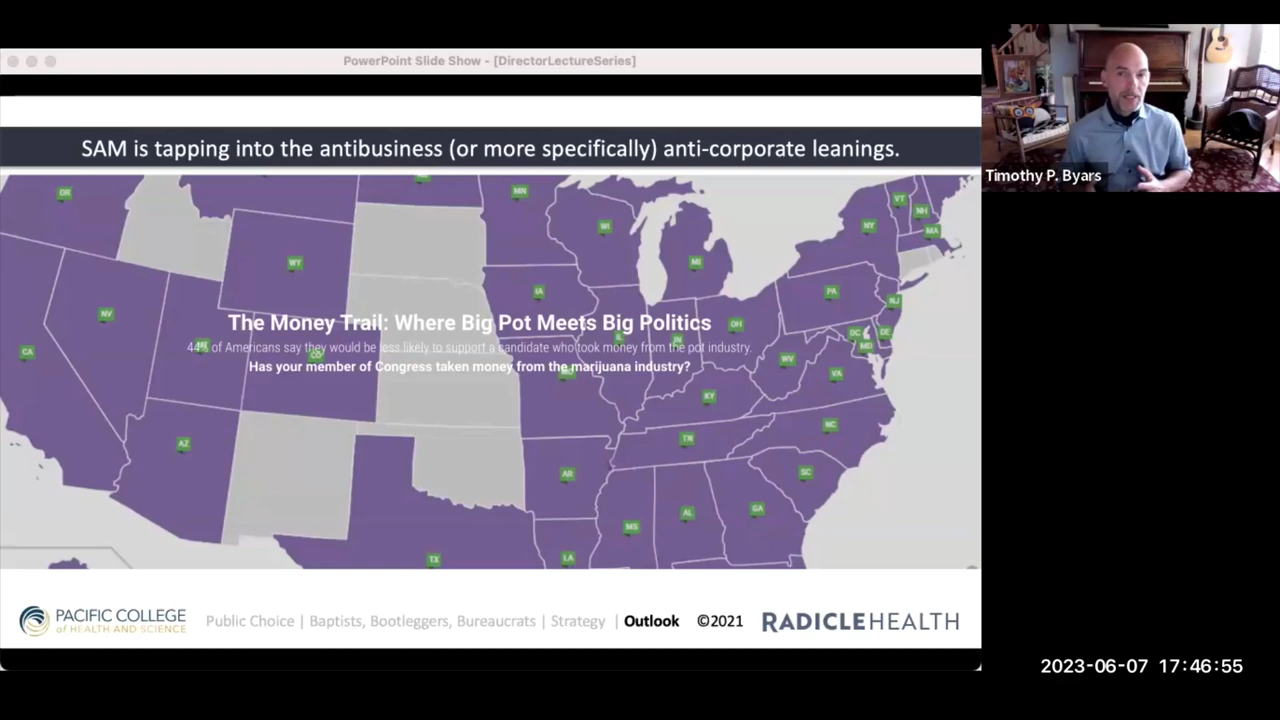 PowerPoint Slide Show - [DirectorLectureSeries]
SAM is tapping into the antibusiness (or more specifically) anti-corporate leanings.
Timothy P. Byars
OR
MN
WI
VT
NH
NY
MA
WY
MI
IA
PA
NJ
NV
The Money Trail: Where Big Pot Meets Big Politics
OH
DC
DE
CA
44% of Americans say they would be less likely to support a candidate who took money from the pot industry.
IN
MD
CO
WV
Has your member of Congress taken money from the marijuana industry?
MO
VA
KY
NC
AZ
TN
AR
SC
MS
AL
GA
TX
LA
PACIFIC COLLEGE
of HEALTH AND SCIENCE
Public Choice | Baptists, Bootleggers, Bureaucrats | Strategy | Outlook ©2021
RADICLEHEALTH
2023-06-07 17:46:55